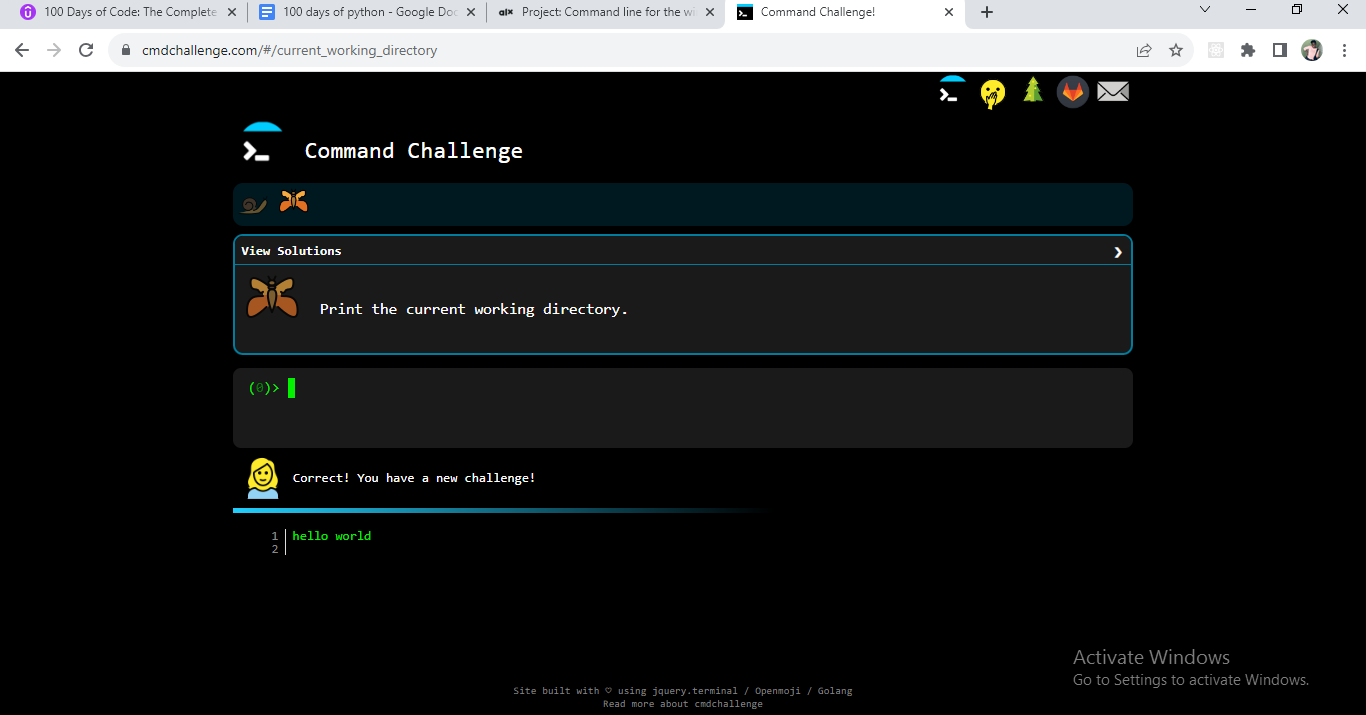 100 Days of Code: The Complete
100 days of python - Google Doc
alx Project: Command line for the wi
Command Challenge!
cmdchallenge.com/#/current_working_directory
Command Challenge
View Solutions
Print the current working directory.
(0)>
Correct! You have a new challenge!
1 hello world
2
Activate Windows
Go to Settings to activate Windows.
Site built with ♡ using jquery.terminal / Openmoji / Golang
Read more about cmdchallenge